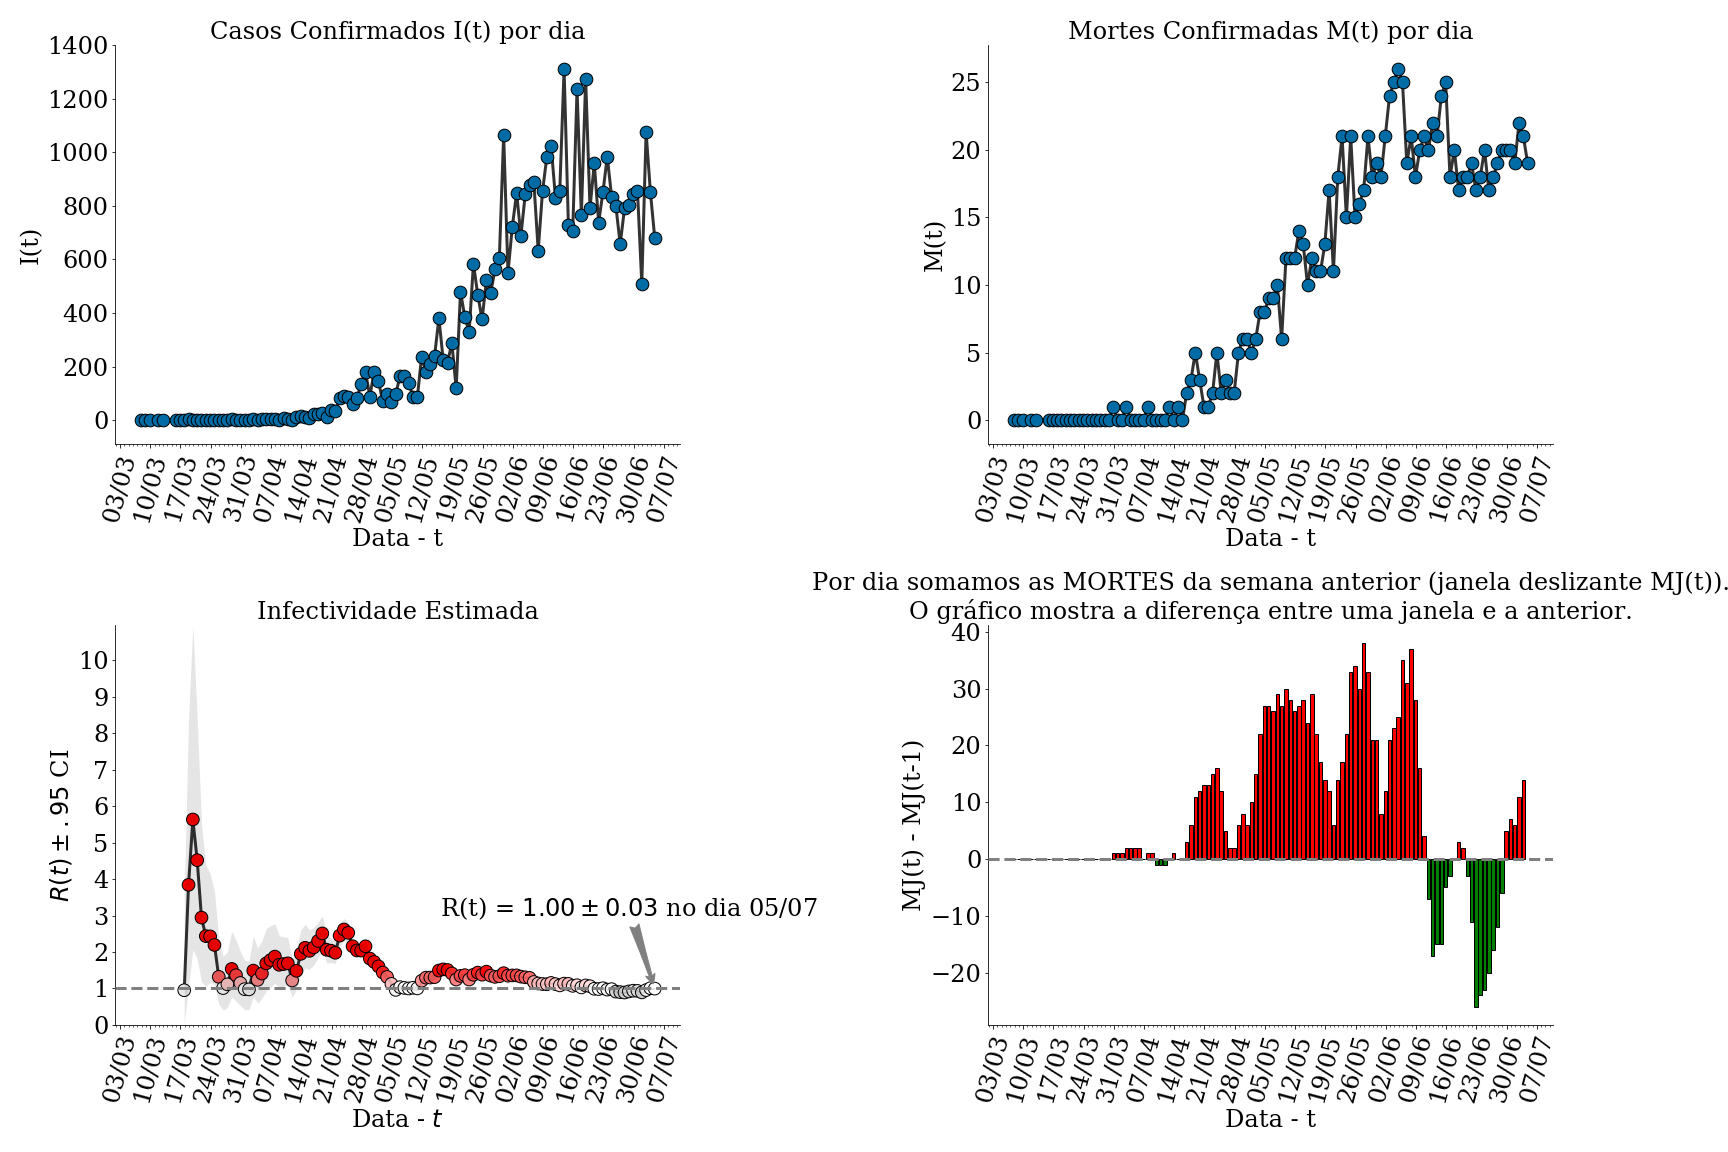 Casos Confirmados I(t) por dia
1400
1200
1000
800
600
400
200
0
I(t)
03/03 10/03 17/03 24/03 31/03 07/04 14/04 21/04 28/04 05/05 12/05 19/05 26/05 02/06 09/06 16/06 23/06 30/06 07/07
Data - t
Mortes Confirmadas M(t) por dia
25
20
15
10
5
0
M(t)
03/03 10/03 17/03 24/03 31/03 07/04 14/04 21/04 28/04 05/05 12/05 19/05 26/05 02/06 09/06 16/06 23/06 30/06 07/07
Data - t
Infectividade Estimada
10
9
8
7
6
5
4
3
2
1
0
R(t) ± .95 CI
R(t) = 1.00 ± 0.03 no dia 05/07
03/03 10/03 17/03 24/03 31/03 07/04 14/04 21/04 28/04 05/05 12/05 19/05 26/05 02/06 09/06 16/06 23/06 30/06 07/07
Data - t
Por dia somamos as MORTES da semana anterior (janela deslizante MJ(t)).
O gráfico mostra a diferença entre uma janela e a anterior.
40
30
20
10
0
−10
−20
MJ(t) - MJ(t-1)
03/03 10/03 17/03 24/03 31/03 07/04 14/04 21/04 28/04 05/05 12/05 19/05 26/05 02/06 09/06 16/06 23/06 30/06 07/07
Data - t